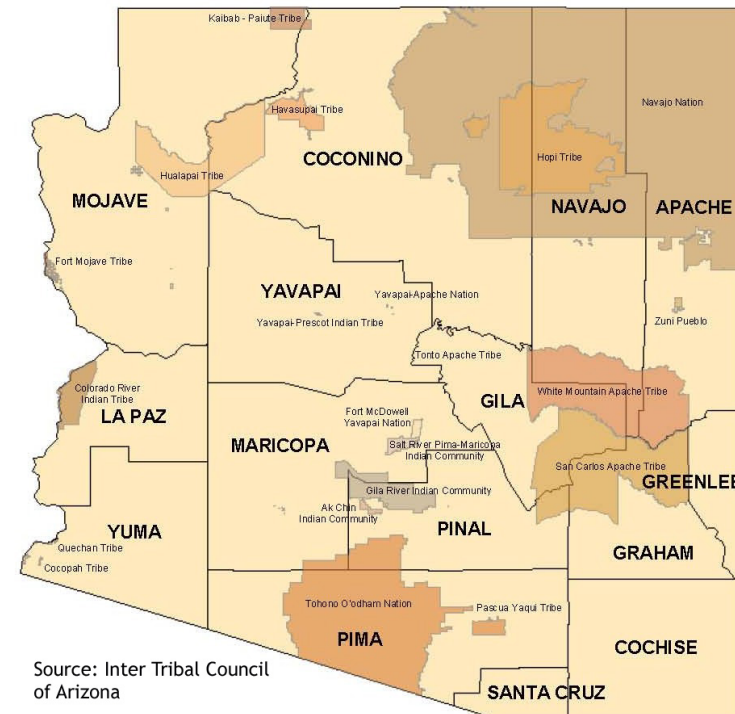 Kaibab - Paiute Tribe
Havasupai Tribe
Navajo Nation
COCONINO
Hopi Tribe
Hualapai Tribe
MOJAVE
NAVAJO
APACHE
Fort Mojave Tribe
YAVAPAI
Yavapai-Apache Nation
Yavapai-Prescot Indian Tribe
Zuni Pueblo
Tonto Apache Tribe
Colorado River
Indian Tribe
White Mountain Apache Tribe
GILA
LA PAZ
Fort McDowell
Yavapai Nation
MARICOPA
Salt River Pima-Maricopa
Indian Community
San Carlos Apache Tribe
GREENLEE
Gila River Indian Community
Ak Chin
Indian Community
YUMA
PINAL
Quechan Tribe
GRAHAM
Cocopah Tribe
Tohono O'odham Nation
Pascua Yaqui Tribe
PIMA
COCHISE
Source: Inter Tribal Council
of Arizona
SANTA CRUZ